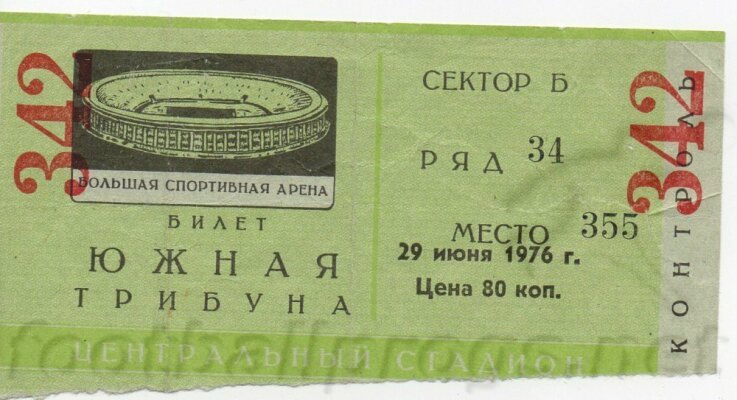 342
БОЛЬШАЯ СПОРТИВНАЯ АРЕНА
БИЛЕТ
ЮЖНАЯ
ТРИБУНА
СЕКТОР Б
РЯД 34
МЕСТО 355
29 июня 1976 г.
Цена 80 коп.
ЦЕНТРАЛЬНЫЙ СТАДИОН
342
КОНТРОЛЬ